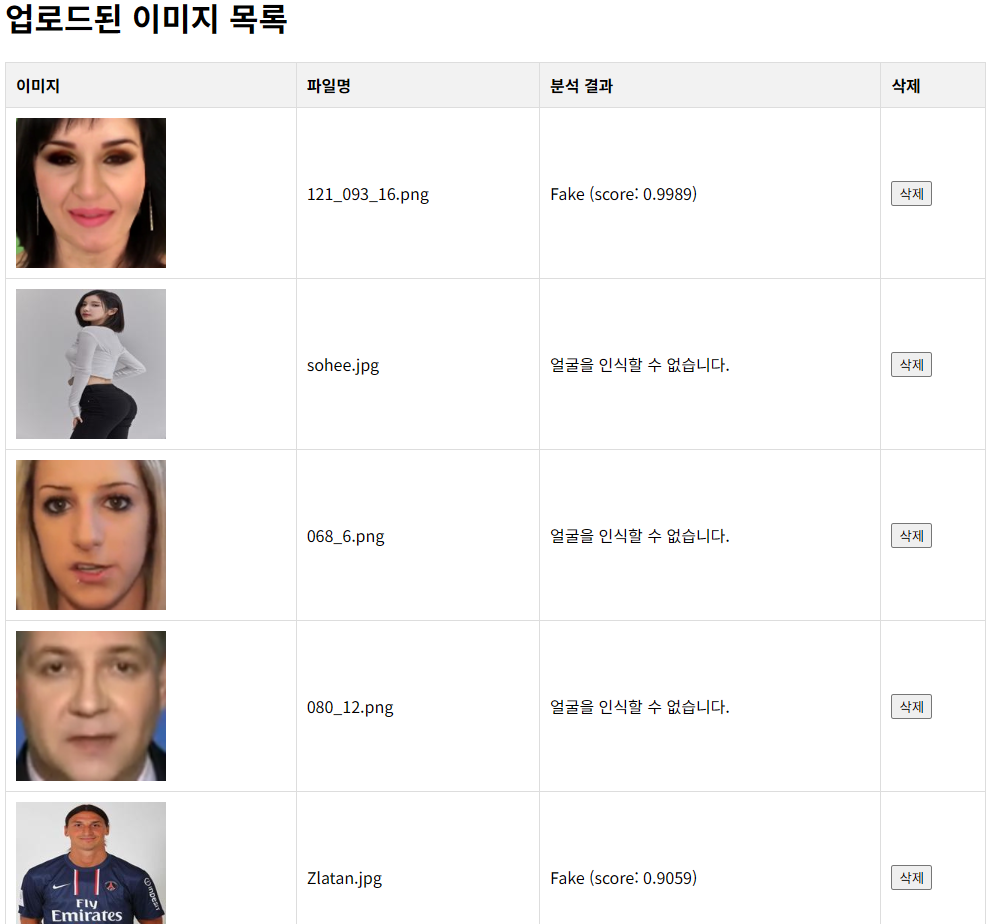 업로드된 이미지 목록
이미지 파일명 분석 결과 삭제
121_093_16.png Fake (score: 0.9989) 삭제
sohee.jpg 얼굴을 인식할 수 없습니다. 삭제
068_6.png 얼굴을 인식할 수 없습니다. 삭제
080_12.png 얼굴을 인식할 수 없습니다. 삭제
Zlatan.jpg Fake (score: 0.9059) 삭제
Fly
Emirates